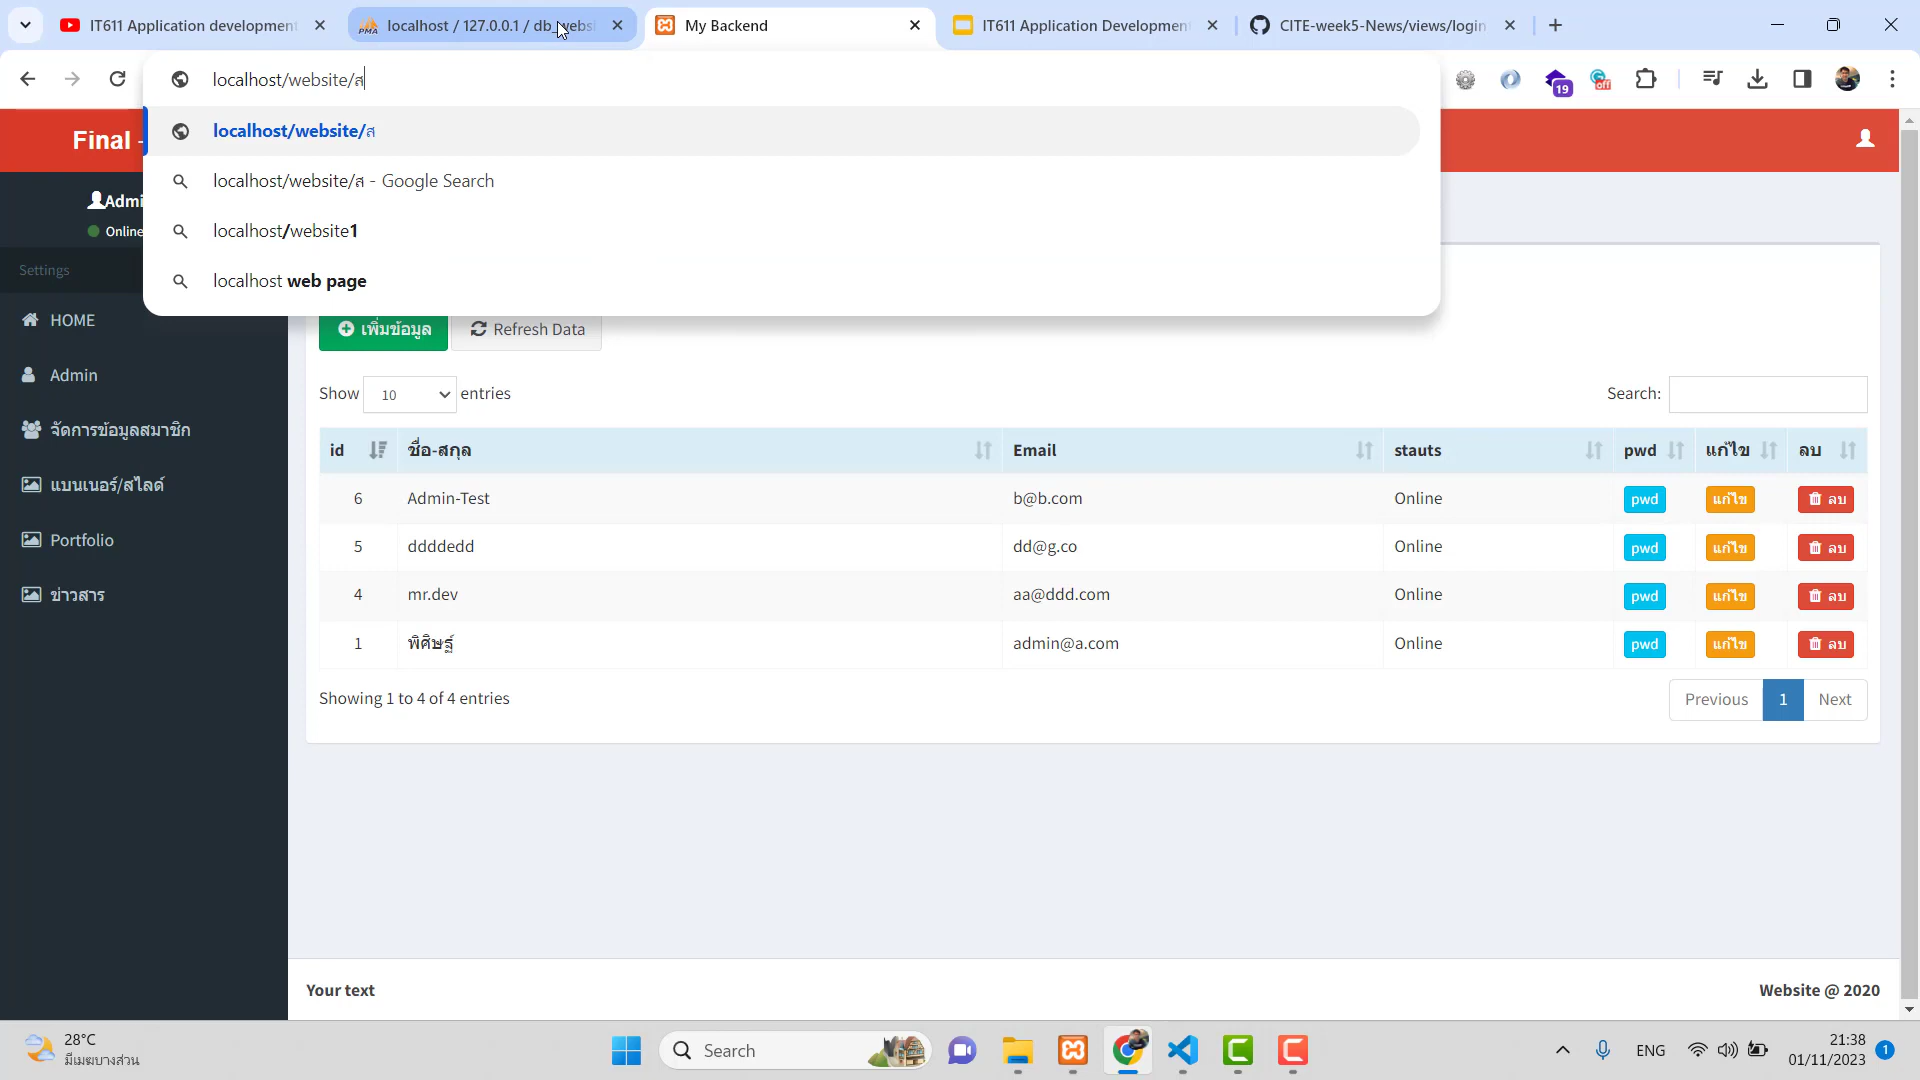 IT611 Application development
localhost / 127.0.0.1 / db_websi
My Backend
IT611 Application Development
CITE-week5-News/views/login
localhost/website/ส
19
off
localhost/website/ส
localhost/website/ส - Google Search
localhost/website1
localhost web page
Final -
Admi
Online
Settings
HOME
Admin
จัดการข้อมูลสมาชิก
แบนเนอร์/สไลด์
Portfolio
ข่าวสาร
เพิ่มข้อมูล
Refresh Data
Show 10 entries
Search:
id ชื่อ-สกุล Email stauts pwd แก้ไข ลบ
6 Admin-Test b@b.com Online pwd แก้ไข ลบ
5 ddddedd dd@g.co Online pwd แก้ไข ลบ
4 mr.dev aa@ddd.com Online pwd แก้ไข ลบ
1 พิศิษฐ์ admin@a.com Online pwd แก้ไข ลบ
Showing 1 to 4 of 4 entries
Previous 1 Next
Your text
Website @ 2020
28°C
มีเมฆบางส่วน
Search
ENG
21:38
01/11/2023
1